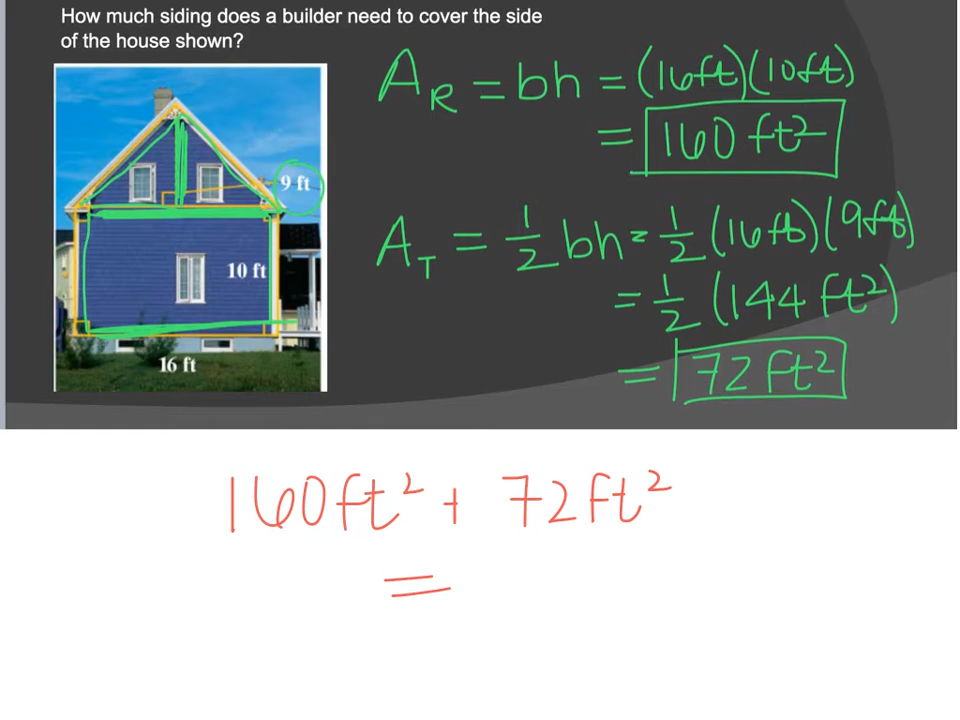 How much siding does a builder need to cover the side
of the house shown?
9 ft
10 ft
16 ft
A_R = bh = (16ft)(10ft)
= 160 ft²
A_T = 1/2 bh = 1/2 (16ft)(9ft)
= 1/2 (144 ft²)
= 72 ft²
160ft² + 72ft²
=